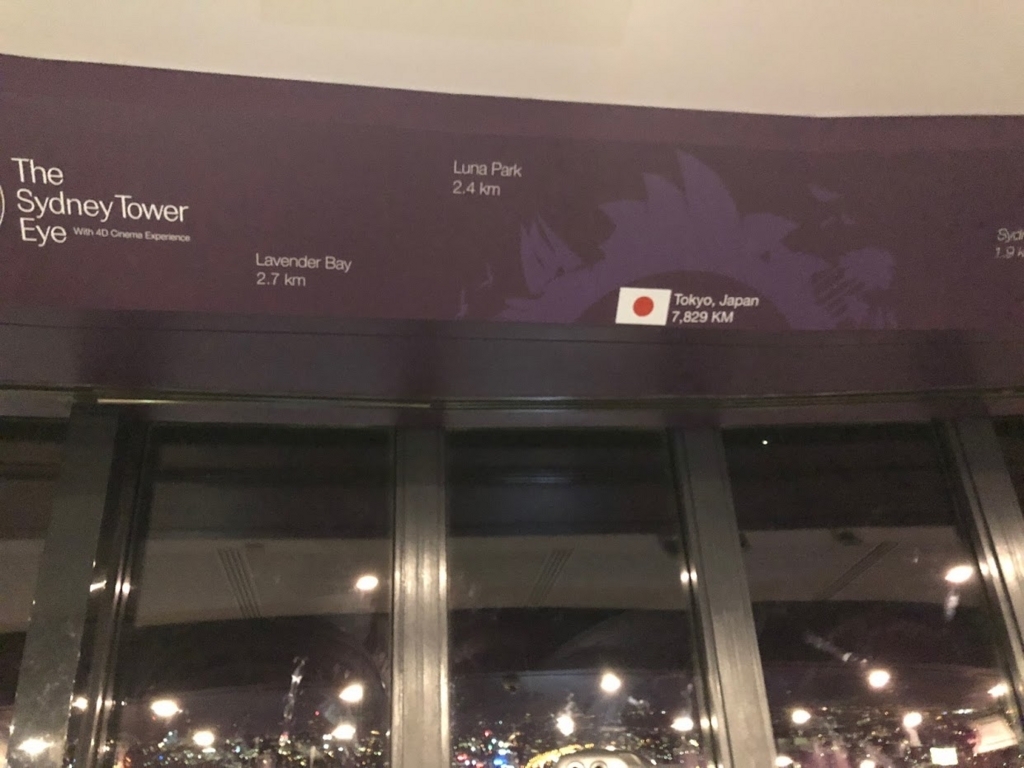 The
Sydney Tower
Eye With 4D Cinema Experience
Lavender Bay
2.7 km
Luna Park
2.4 km
Tokyo, Japan
7,829 KM